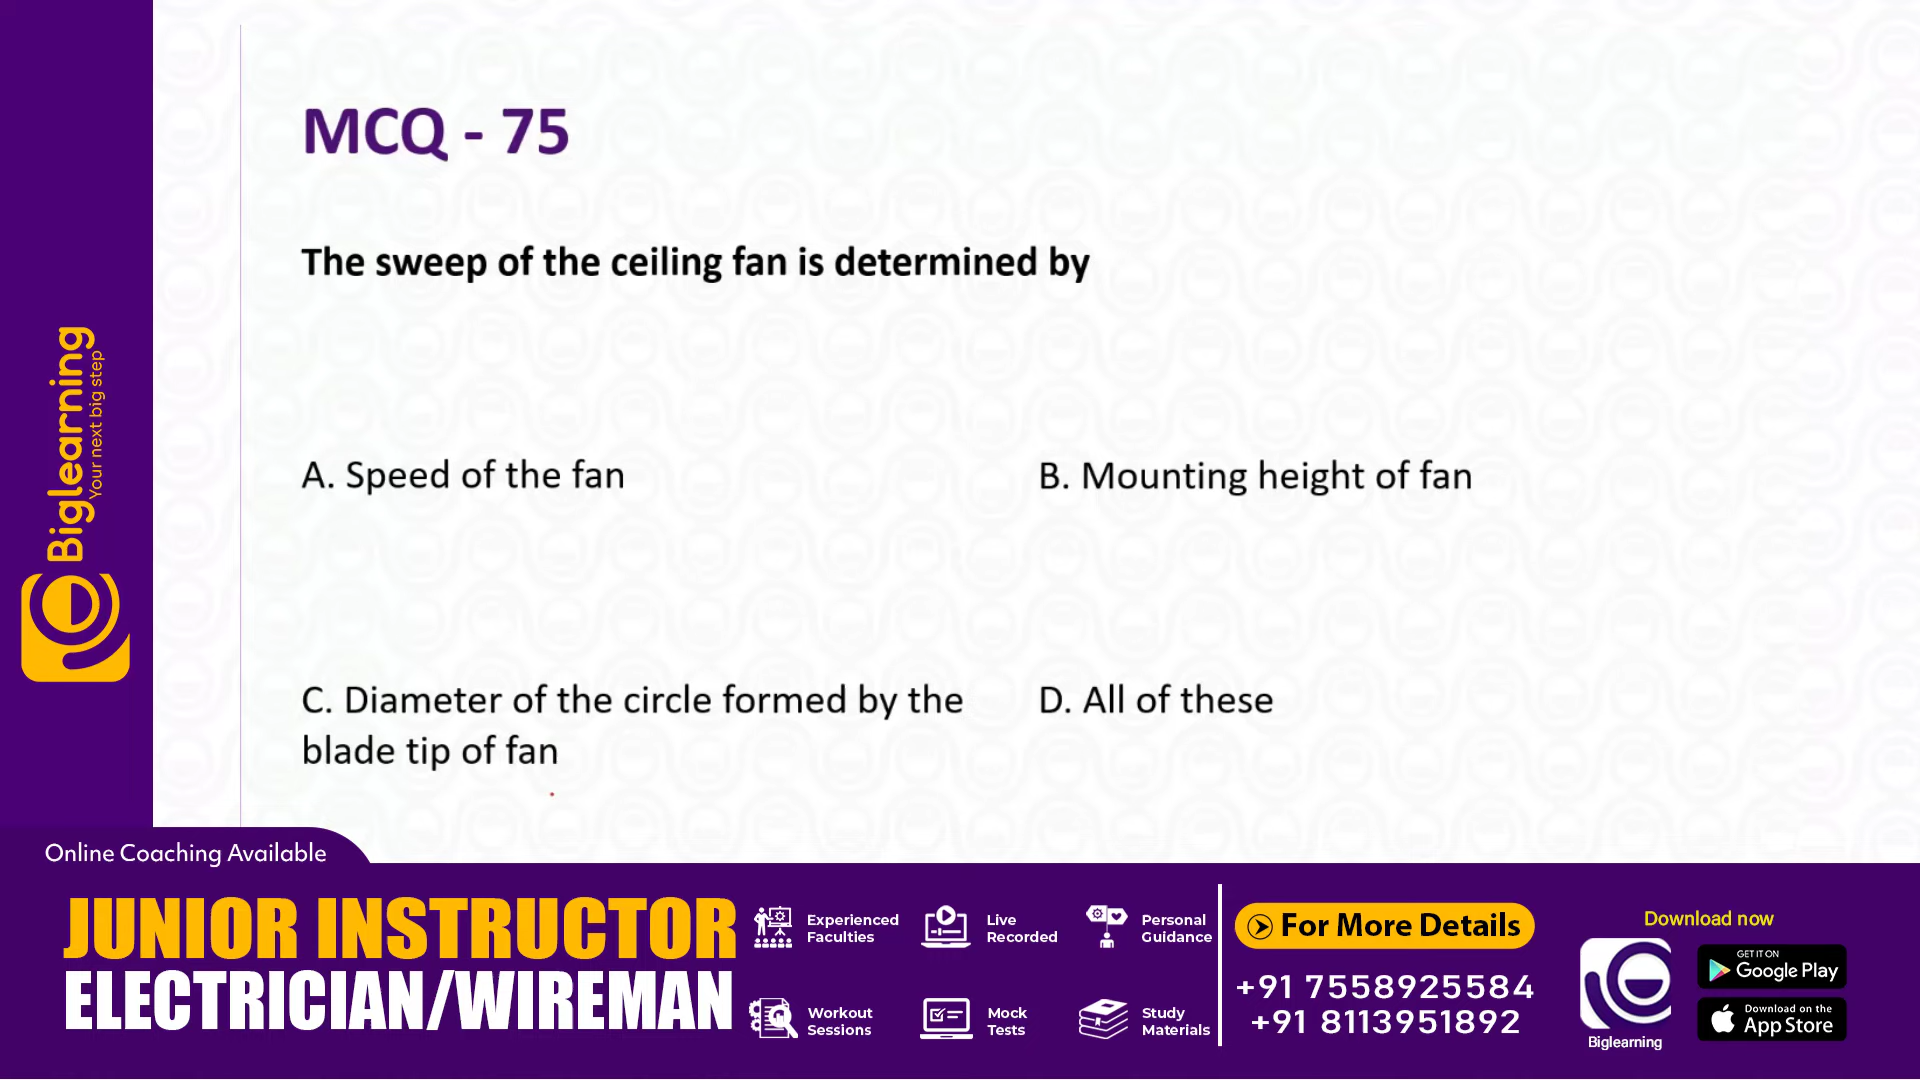 MCQ - 75
The sweep of the ceiling fan is determined by
A. Speed of the fan
B. Mounting height of fan
C. Diameter of the circle formed by the
blade tip of fan
D. All of these
Biglearning
Your next big step
Online Coaching Available
JUNIOR INSTRUCTOR
ELECTRICIAN/WIREMAN
Experienced
Faculties
Live
Recorded
Personal
Guidance
Workout
Sessions
Mock
Tests
Study
Materials
For More Details
+91 7558925584
+91 8113951892
Download now
Biglearning
GET IT ON
Google Play
Download on the
App Store